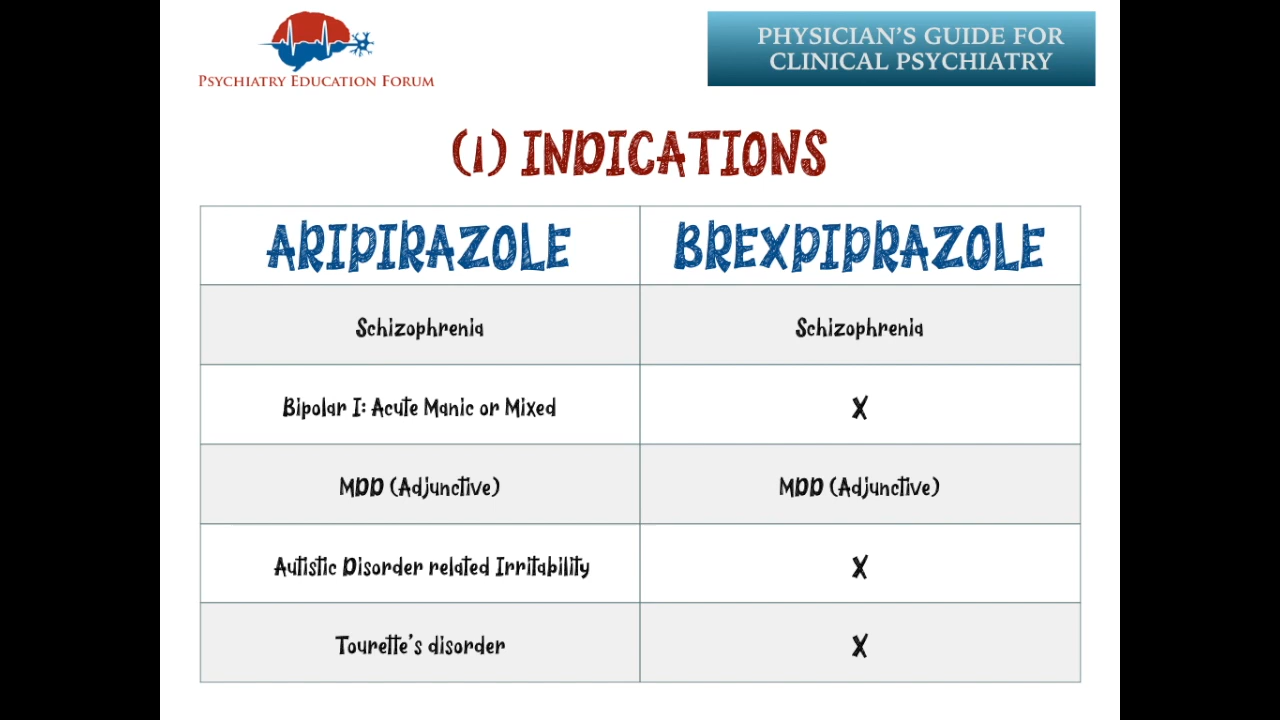 PSYCHIATRY EDUCATION FORUM
PHYSICIAN'S GUIDE FOR
CLINICAL PSYCHIATRY
(1) INDICATIONS
ARIPIRAZOLE
BREXPIPRAZOLE
Schizophrenia
Schizophrenia
Bipolar I: Acute Manic or Mixed
X
MDD (Adjunctive)
MDD (Adjunctive)
Autistic Disorder related Irritability
X
Tourette's disorder
X